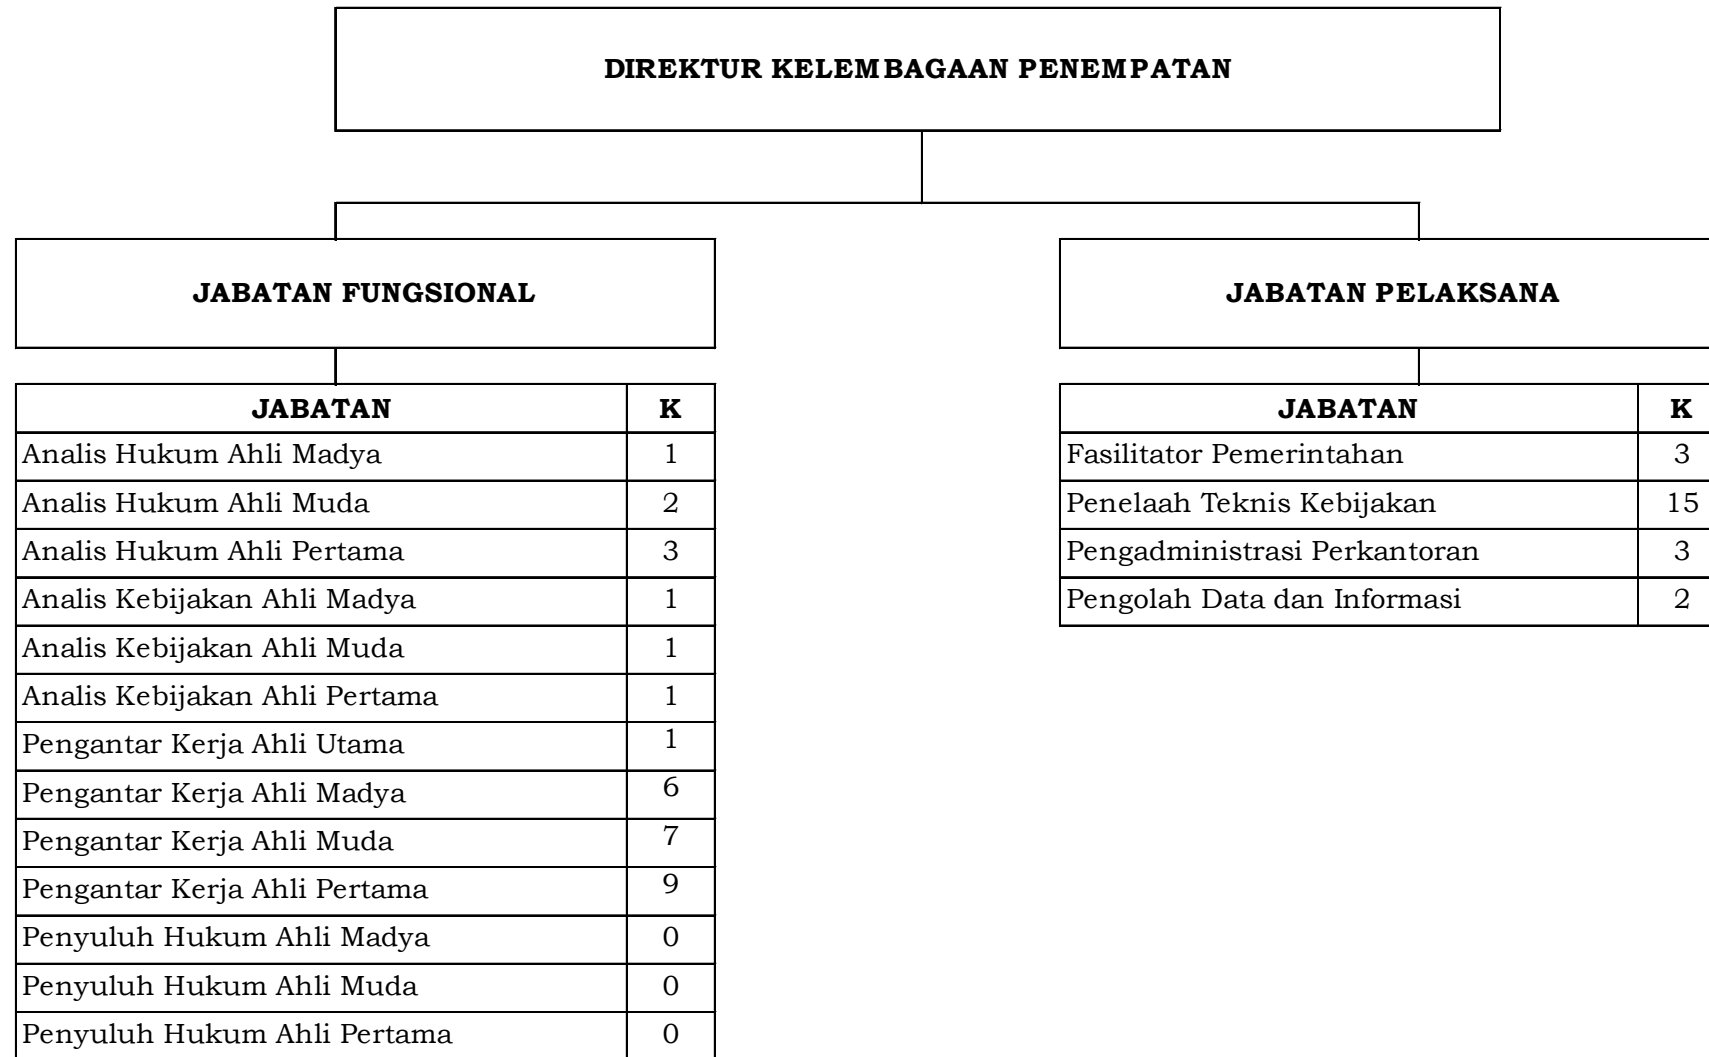 DIREKTUR KELEMBAGAAN PENEMPATAN
JABATAN FUNGSIONAL
JABATAN K
Analis Hukum Ahli Madya 1
Analis Hukum Ahli Muda 2
Analis Hukum Ahli Pertama 3
Analis Kebijakan Ahli Madya 1
Analis Kebijakan Ahli Muda 1
Analis Kebijakan Ahli Pertama 1
Pengantar Kerja Ahli Utama 1
Pengantar Kerja Ahli Madya 6
Pengantar Kerja Ahli Muda 7
Pengantar Kerja Ahli Pertama 9
Penyuluh Hukum Ahli Madya 0
Penyuluh Hukum Ahli Muda 0
Penyuluh Hukum Ahli Pertama 0
JABATAN PELAKSANA
JABATAN K
Fasilitator Pemerintahan 3
Penelaah Teknis Kebijakan 15
Pengadministrasi Perkantoran 3
Pengolah Data dan Informasi 2